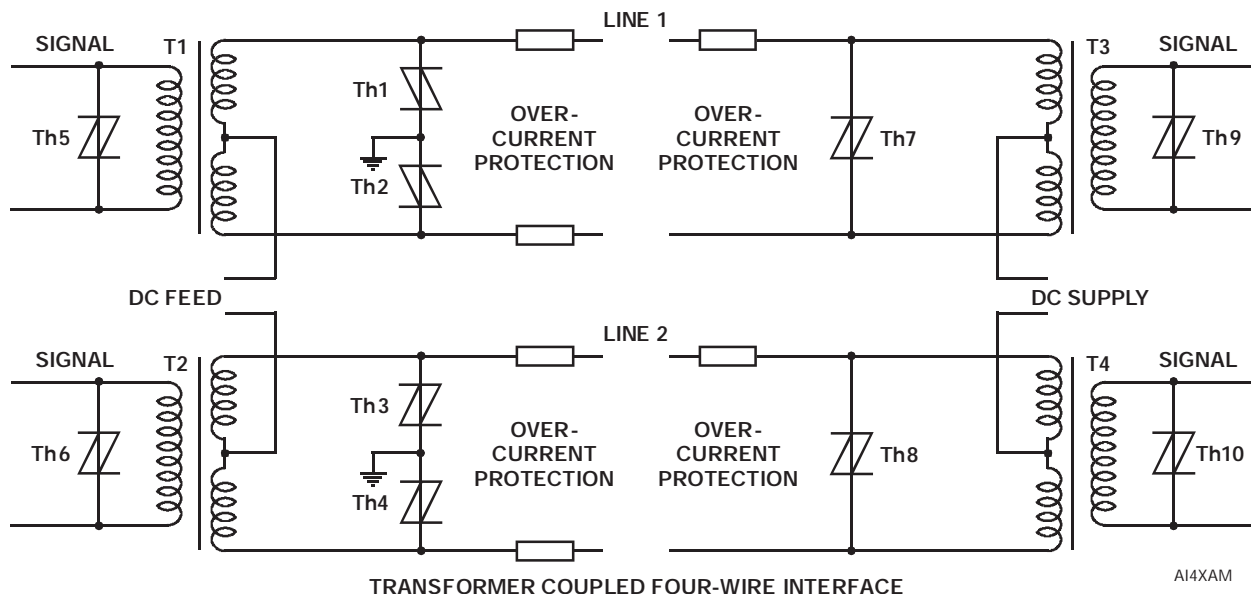 LINE 1
SIGNAL
T1
T3
SIGNAL
Th1
Th5
OVER-
CURRENT
PROTECTION
OVER-
CURRENT
PROTECTION
Th7
Th9
Th2
DC FEED
DC SUPPLY
LINE 2
SIGNAL
T2
T4
SIGNAL
Th3
Th6
OVER-
CURRENT
PROTECTION
OVER-
CURRENT
PROTECTION
Th8
Th10
Th4
TRANSFORMER COUPLED FOUR-WIRE INTERFACE
AI4XAM